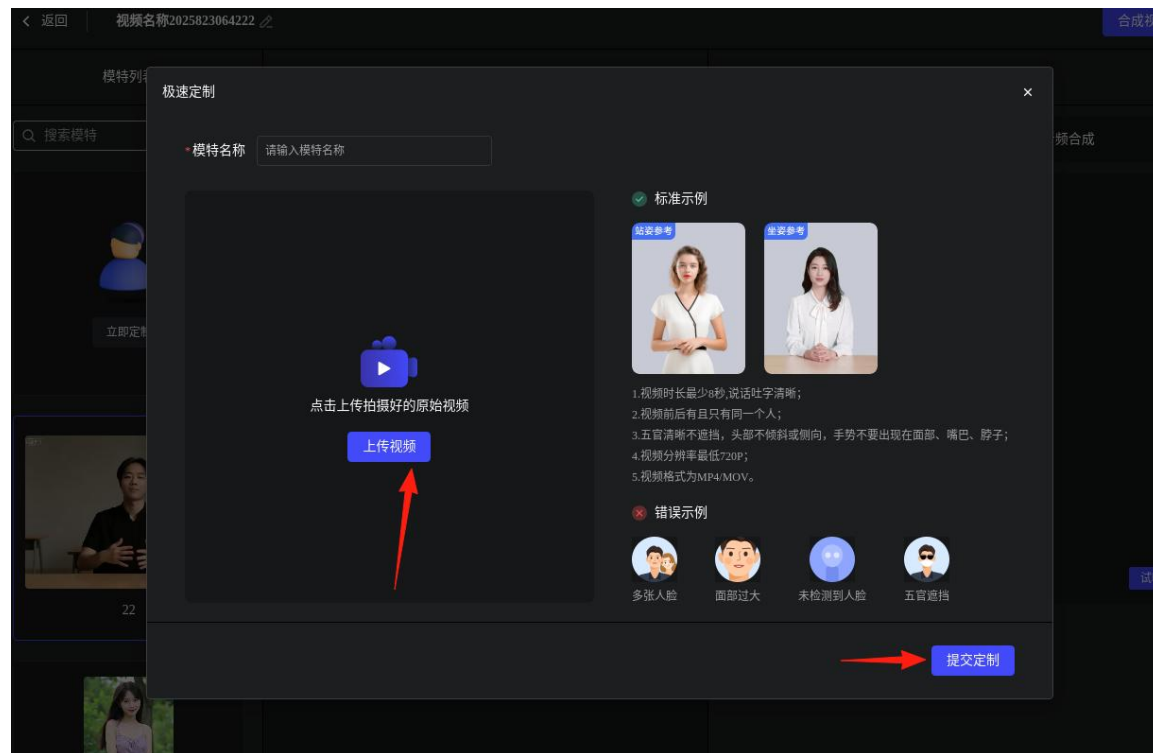 返回
视频名称2025823064222
合成视
模特列表
极速定制
搜索模特
*模特名称
请输入模特名称
频合成
标准示例
站姿参考
坐姿参考
立即定制
点击上传拍摄好的原始视频
上传视频
1.视频时长最少8秒,说话吐字清晰；
2.视频前后有且只有同一个人；
3.五官清晰不遮挡，头部不倾斜或侧向，手势不要出现在面部、嘴巴、脖子；
4.视频分辨率最低720P；
5.视频格式为MP4/MOV。
错误示例
多张人脸
面部过大
未检测到人脸
五官遮挡
试
22
提交定制